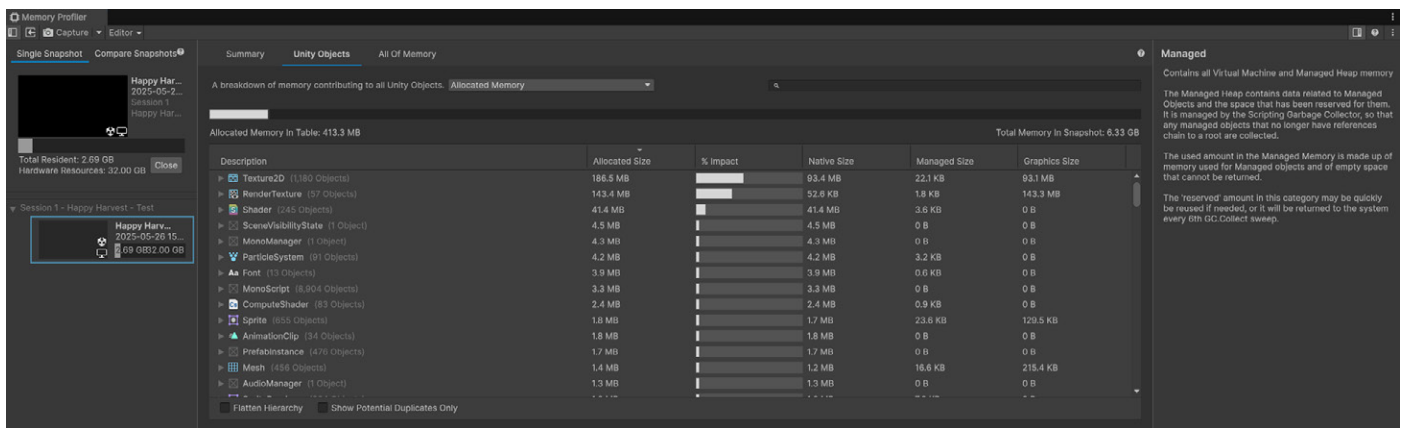 Memory Profiler
Capture Editor
Single Snapshot Compare Snapshots
Happy Har...
2025-05-2...
Session 1
Happy Har...
Total Resident: 2.69 GB
Hardware Resources: 32.00 GB
Close
Session 1 - Happy Harvest - Test
Happy Harv...
2025-05-26 15...
2.69 GB32.00 GB
Summary Unity Objects All Of Memory
A breakdown of memory contributing to all Unity Objects. Allocated Memory
Allocated Memory In Table: 413.3 MB Total Memory In Snapshot: 6.33 GB
Description Allocated Size % Impact Native Size Managed Size Graphics Size
Texture2D (1,180 Objects) 186.5 MB 93.4 MB 22.1 KB 93.1 MB
RenderTexture (57 Objects) 143.4 MB 52.6 KB 1.8 KB 143.3 MB
Shader (245 Objects) 41.4 MB 41.4 MB 3.6 KB 0 B
SceneVisibilityState (1 Object) 4.5 MB 4.5 MB 0 B 0 B
MonoManager (1 Object) 4.3 MB 4.3 MB 0 B 0 B
ParticleSystem (91 Objects) 4.2 MB 4.2 MB 3.2 KB 0 B
Aa Font (13 Objects) 3.9 MB 3.9 MB 0.6 KB 0 B
MonoScript (8,904 Objects) 3.3 MB 3.3 MB 0 B 0 B
ComputeShader (83 Objects) 2.4 MB 2.4 MB 0.9 KB 0 B
Sprite (655 Objects) 1.8 MB 1.7 MB 23.6 KB 129.5 KB
AnimationClip (34 Objects) 1.8 MB 1.8 MB 0 B 0 B
PrefabInstance (476 Objects) 1.7 MB 1.7 MB 0 B 0 B
Mesh (456 Objects) 1.4 MB 1.2 MB 16.6 KB 215.4 KB
AudioManager (1 Object) 1.3 MB 1.3 MB 0 B 0 B
Flatten Hierarchy Show Potential Duplicates Only
Managed
Contains all Virtual Machine and Managed Heap memory
The Managed Heap contains data related to Managed
Objects and the space that has been reserved for them.
It is managed by the Scripting Garbage Collector, so that
any managed objects that no longer have references
chain to a root are collected.
The used amount in the Managed Memory is made up of
memory used for Managed objects and of empty space
that cannot be returned.
The 'reserved' amount in this category may be quickly
be reused if needed, or it will be returned to the system
every 6th GC.Collect sweep.